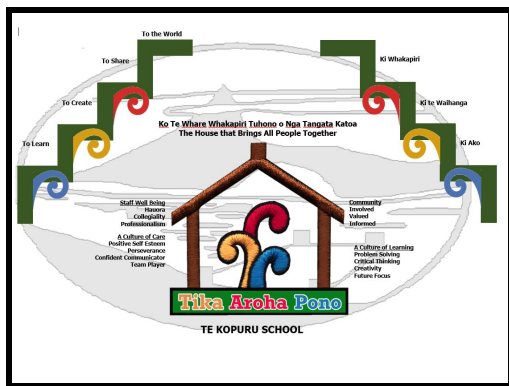 To the World
To Share
To Create
To Learn
Ki Whakapiri
Ki te Waihanga
Ki Ako
Ko Te Whare Whakapiri Tuhono o Nga Tangata Katoa
The House that Brings All People Together
Staff Well Being
Hauora
Collegiality
Professionalism
A Culture of Care
Positive Self Esteem
Perseverance
Confident Communicator
Team Player
Community
Involved
Valued
Informed
A Culture of Learning
Problem Solving
Critical Thinking
Creativity
Future Focus
Tika Aroha Pono
TE KOPURU SCHOOL